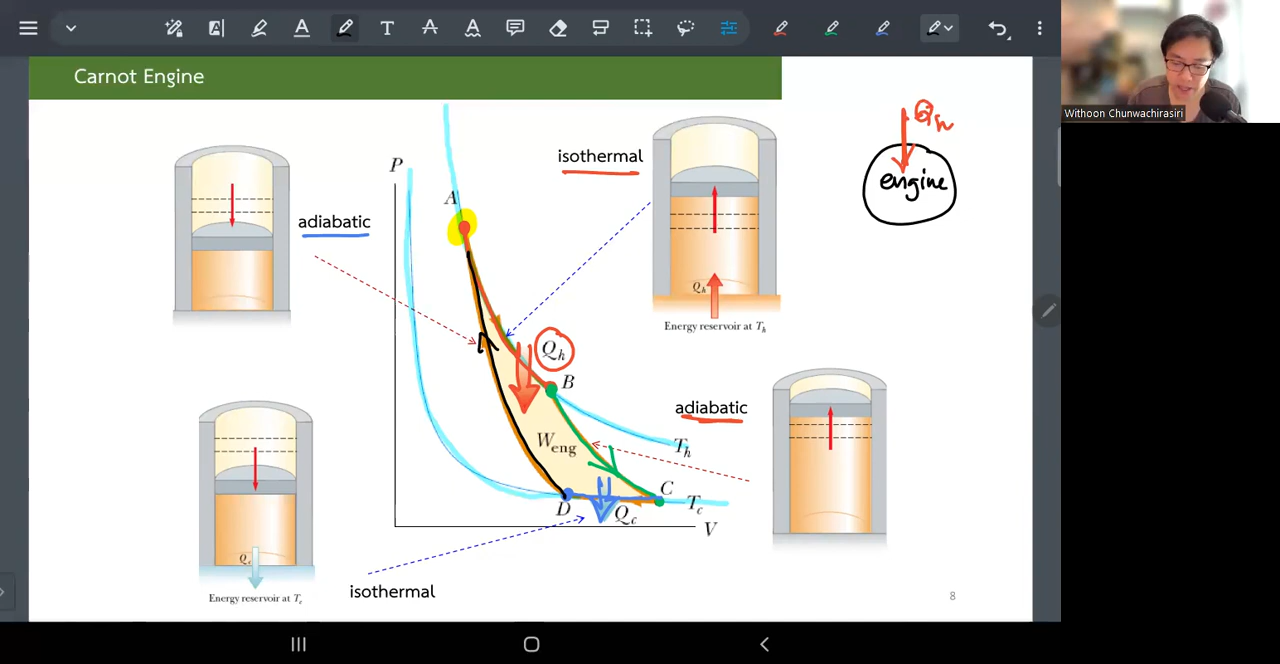 Carnot Engine
Withoon Chunwachirasiri
Qh
engine
P
A
isothermal
adiabatic
Qh
Energy reservoir at Th
Qh
B
adiabatic
Weng
Th
C
D
Qc
Tc
V
Qc
Energy reservoir at Tc
isothermal
8